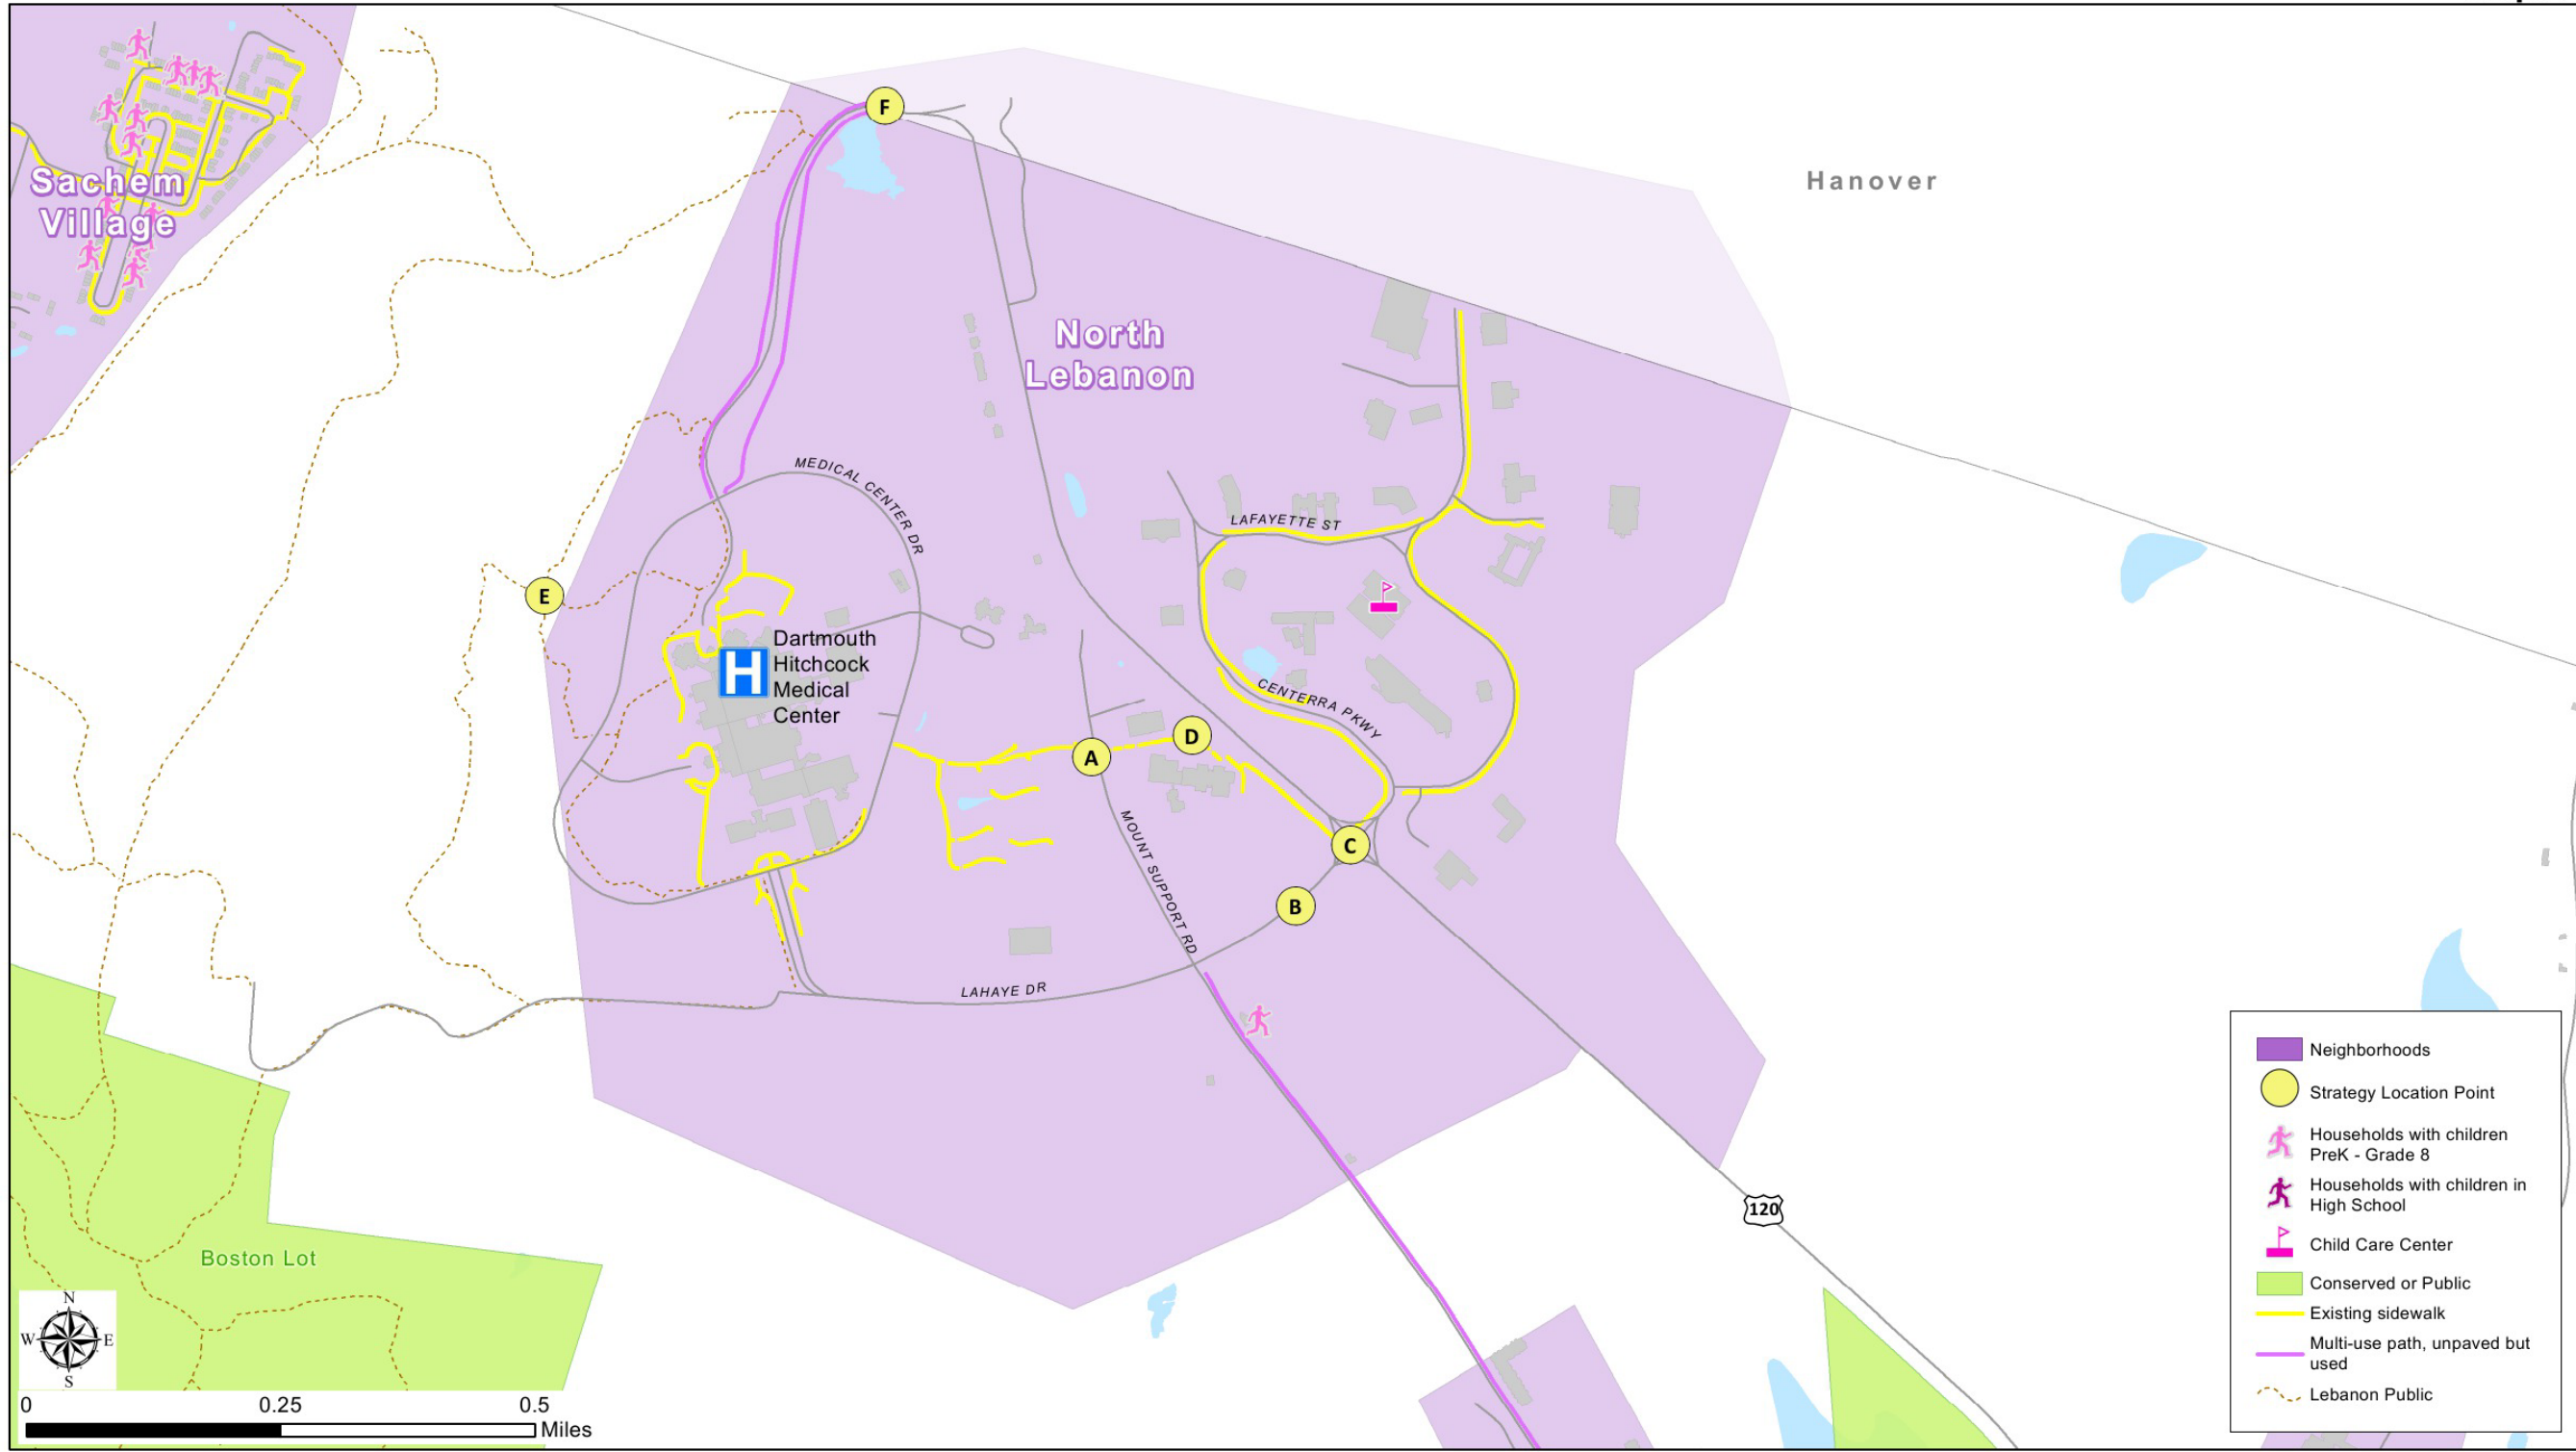 F
Hanover
Sachem
Village
North
Lebanon
MEDICAL CENTER DR
LAFAYETTE ST
E
Dartmouth
Hitchcock
Medical
Center
H
CENTERRA PKWY
D
A
MOUNT SUPPORT RD
C
B
LAHAYE DR
120
Boston Lot
N
W E
S
0 0.25 0.5
Miles
Neighborhoods
Strategy Location Point
Households with children
PreK - Grade 8
Households with children in
High School
Child Care Center
Conserved or Public
Existing sidewalk
Multi-use path, unpaved but
used
Lebanon Public